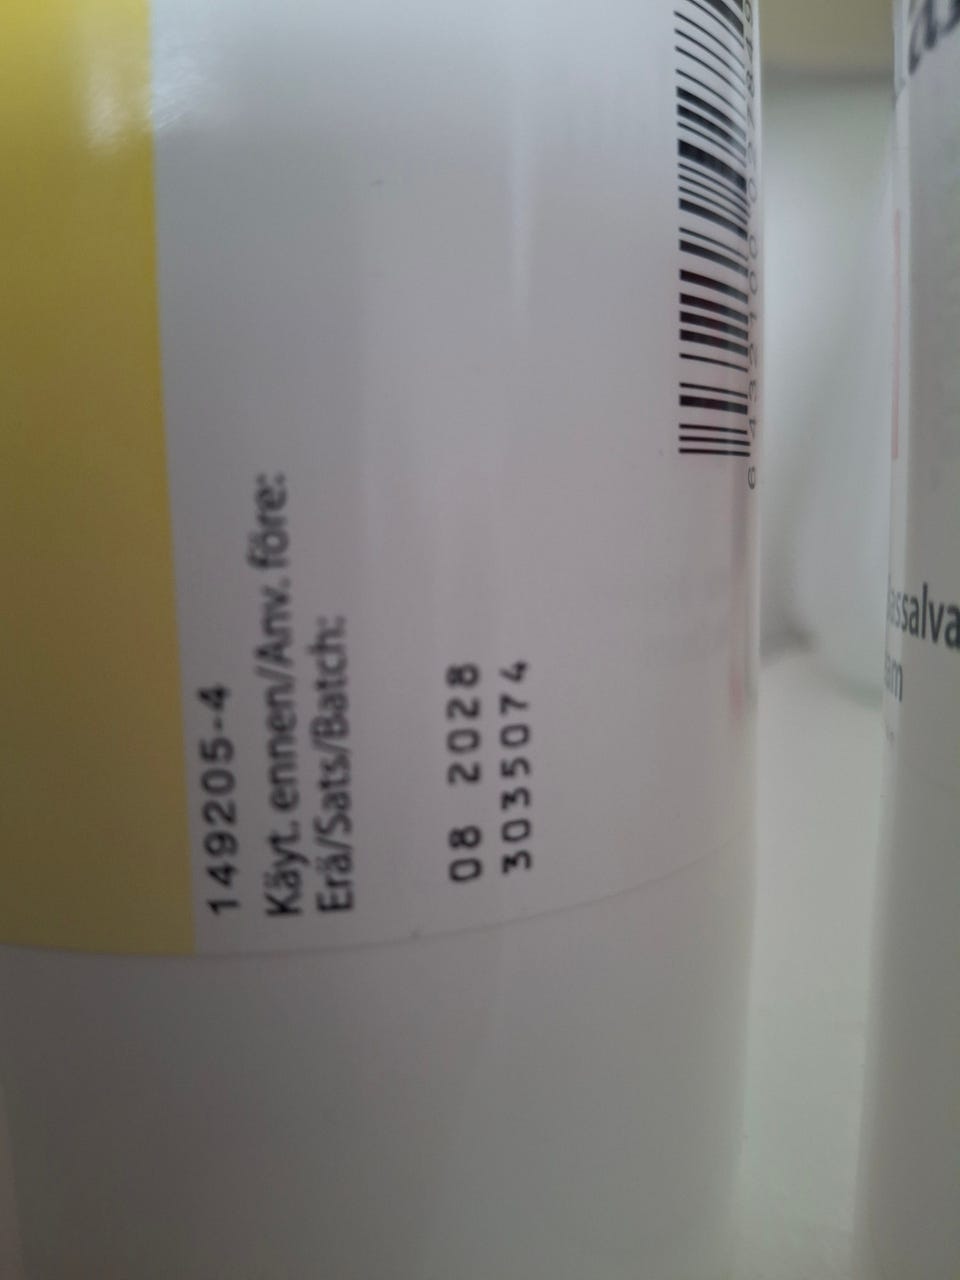 149205-4
Käyt. ennen/Anv. före:
Erä/Sats/Batch:
08 2028
3035074